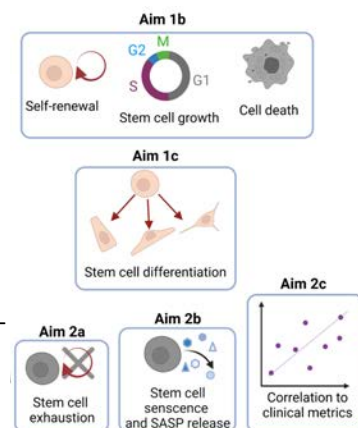 Aim 1b
M
G2
S
G1
Self-renewal
Stem cell growth
Cell death
Aim 1c
Stem cell differentiation
Aim 2a
Stem cell
exhaustion
Aim 2b
Stem cell
senscence
and SASP release
Aim 2c
Correlation to
clinical metrics